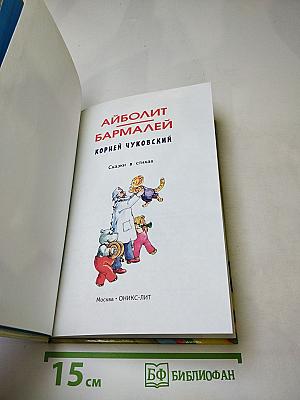 АЙБОЛИТ
БАРМАЛЕЙ
КОРНЕЙ ЧУКОВСКИЙ
Сказки в стихах
Москва • ОНИКС-ЛИТ
15 см
БФ БИБЛИОФАН